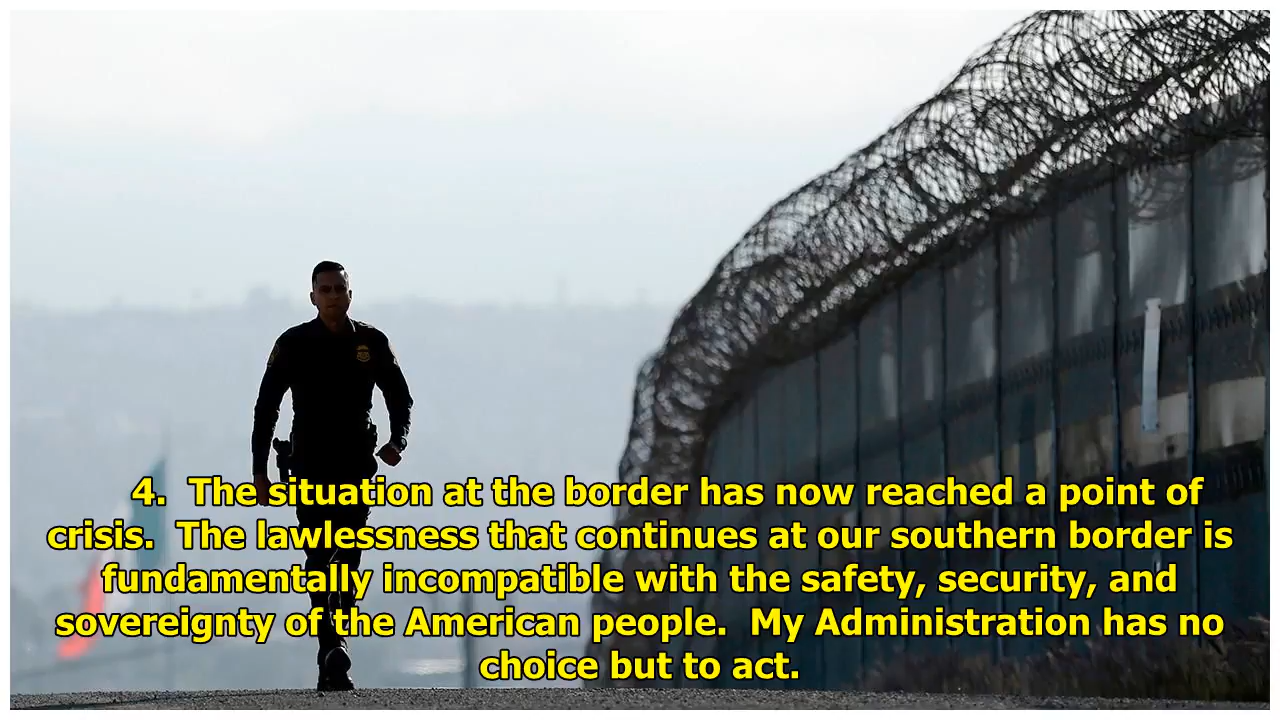 4.  The situation at the border has now reached a point of
crisis.  The lawlessness that continues at our southern border is
fundamentally incompatible with the safety, security, and
sovereignty of the American people.  My Administration has no
choice but to act.